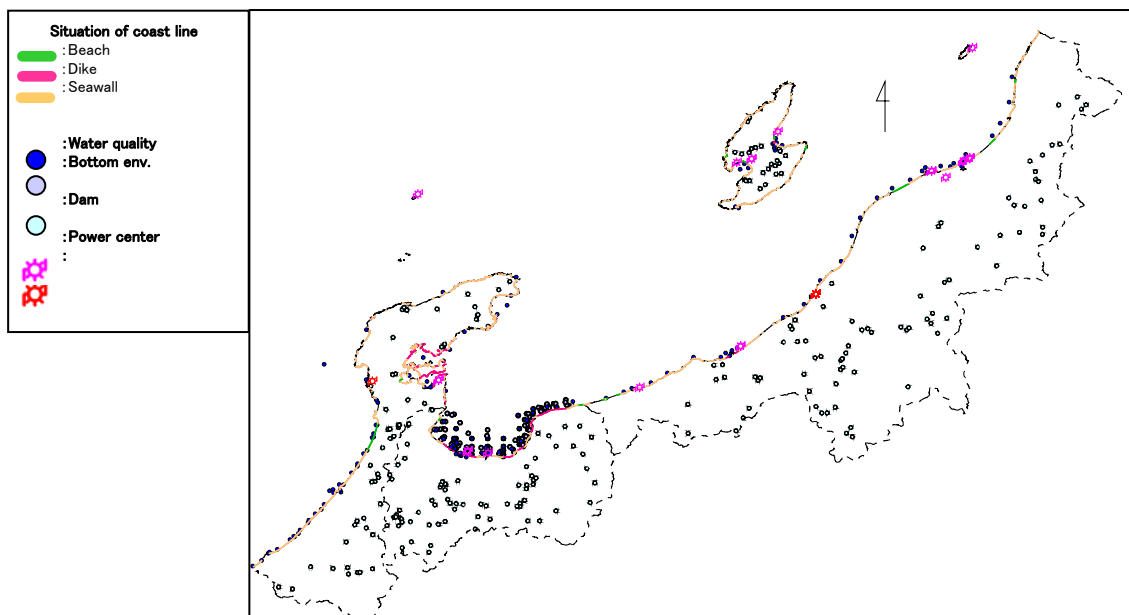 Situation of coast line
:Beach
:Dike
:Seawall
:Water quality
:Bottom env.
:Dam
:Power center
: